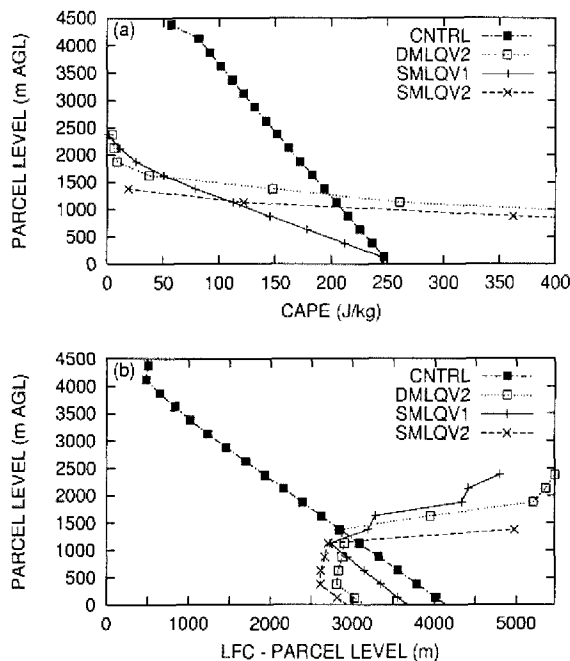 (a)
CNTRL
DMLQV2
SMLQV1
SMLQV2
PARCEL LEVEL (m AGL)
4500
4000
3500
3000
2500
2000
1500
1000
500
0
0 50 100 150 200 250 300 350 400
CAPE (J/kg)
(b)
CNTRL
DMLQV2
SMLQV1
SMLQV2
PARCEL LEVEL (m AGL)
4500
4000
3500
3000
2500
2000
1500
1000
500
0
0 1000 2000 3000 4000 5000
LFC - PARCEL LEVEL (m)